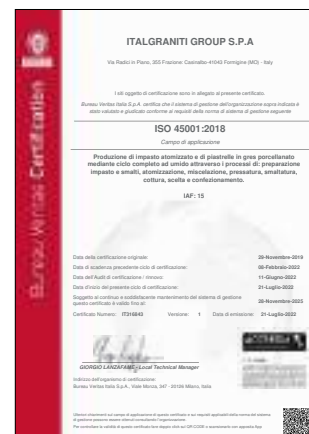 Bureau Veritas Certification
ITALGRANITI GROUP S.P.A
Via Radici in Piano, 355 Frazione: Casinalbo-41043 Formigine (MO) - Italy
I siti oggetto di certificazione sono in allegato al presente certificato.
Bureau Veritas Italia S.p.A. certifica che il sistema di gestione dell'organizzazione sopra indicata è
stato valutato e giudicato conforme ai requisiti della norma di sistema di gestione seguente
ISO 45001:2018
Campo di applicazione
Produzione di impasto atomizzato e di piastrelle in gres porcellanato
mediante ciclo completo ad umido attraverso i processi di: preparazione
impasto e smalti, atomizzazione, miscelazione, pressatura, smaltatura,
cottura, scelta e confezionamento.
IAF: 15
Data della certificazione originale: 29-Novembre-2019
Data di scadenza precedente ciclo di certificazione:
Data dell'Audit di certificazione / rinnovo: 11-Giugno-2022
Data d'inizio del presente ciclo di certificazione: 21-Luglio-2022
Soggetto al continuo e soddisfacente mantenimento del sistema di gestione
questo certificato è valido fino al: 28-Novembre-2025
Certificato Numero: Versione: 1 Data di emissione: 21-Luglio-2022
GIORGIO LANZAFAME - Local Technical Manager
Indirizzo dell'organismo di certificazione:
Bureau Veritas Italia S.p.A., Viale Monza, 347 - 20126 Milano, Italia